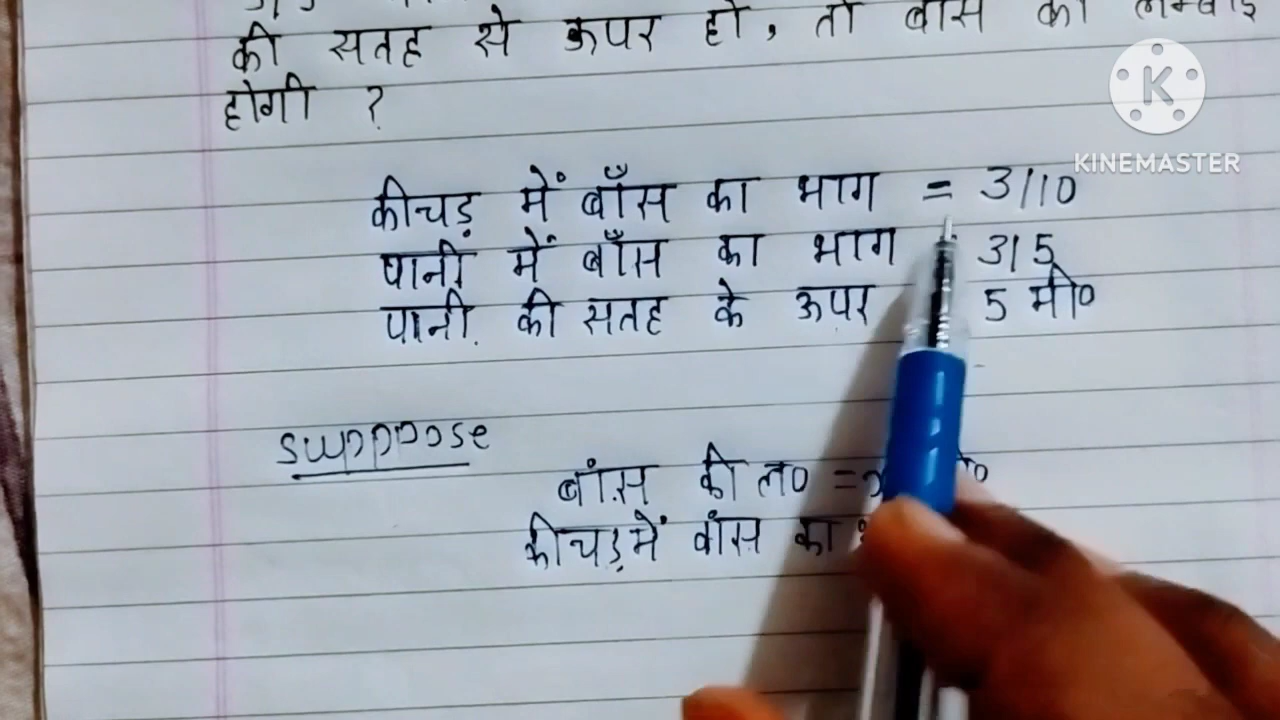 की सतह से ऊपर हो, तो बाँस की लम्बाई
होगी ?
K
KINEMASTER
कीचड़ में बाँस का भाग = 3/10
पानी में बाँस का भाग 3/5
पानी की सतह के ऊपर 5 मी०
suppose
बांस की ल० =
कीचड़में बांस का